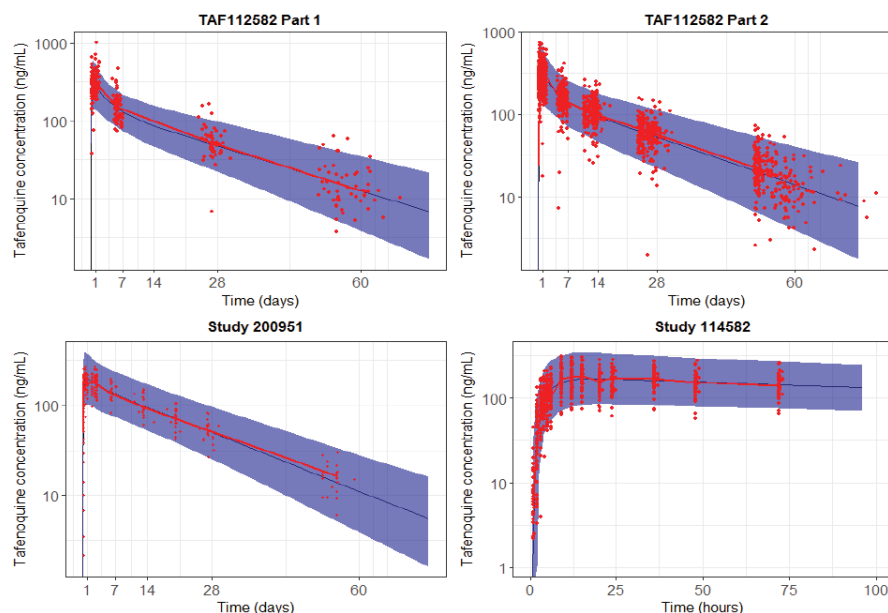 TAF112582 Part 1
Tafenoquine concentration (ng/mL)
1000
100
10
1 7 14 28 60
Time (days)
TAF112582 Part 2
Tafenoquine concentration (ng/mL)
1000
100
10
1 7 14 28 60
Time (days)
Study 200951
Tafenoquine concentration (ng/mL)
100
10
1 7 14 28 60
Time (days)
Study 114582
Tafenoquine concentration (ng/mL)
100
10
1
0 25 50 75 100
Time (hours)